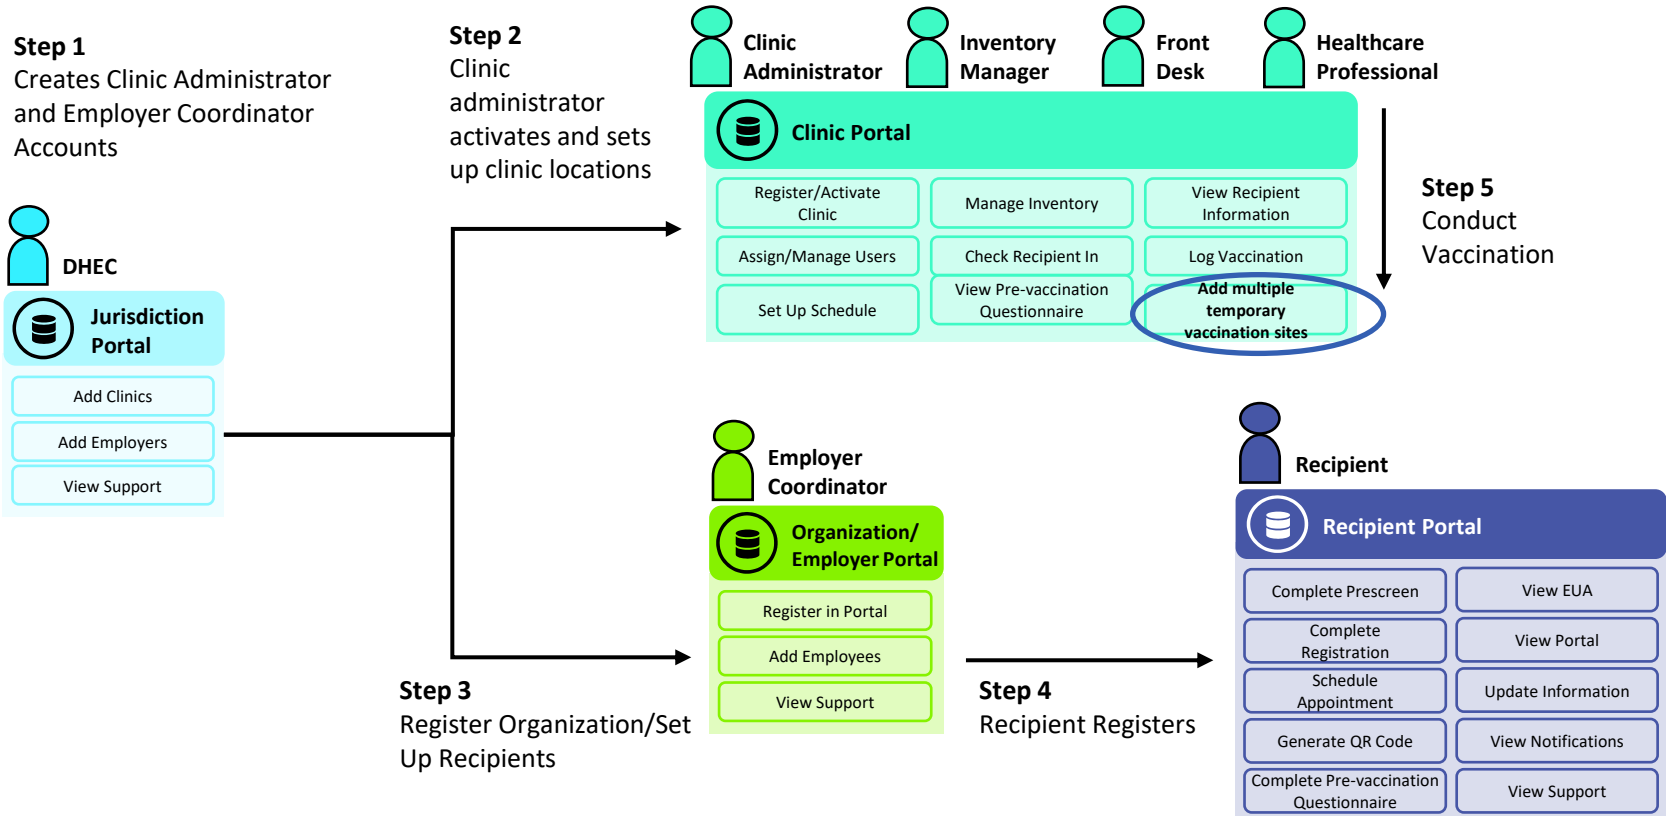 Step 1
Creates Clinic Administrator
and Employer Coordinator
Accounts
DHEC
Jurisdiction
Portal
Add Clinics
Add Employers
View Support
Step 2
Clinic
administrator
activates and sets
up clinic locations
Clinic
Administrator
Inventory
Manager
Front
Desk
Healthcare
Professional
Clinic Portal
Register/Activate
Clinic
Manage Inventory
View Recipient
Information
Assign/Manage Users
Check Recipient In
Log Vaccination
Set Up Schedule
View Pre-vaccination
Questionnaire
Add multiple
temporary
vaccination sites
Step 5
Conduct
Vaccination
Step 3
Register Organization/Set
Up Recipients
Employer
Coordinator
Organization/
Employer Portal
Register in Portal
Add Employees
View Support
Step 4
Recipient Registers
Recipient
Recipient Portal
Complete Prescreen
View EUA
Complete
Registration
View Portal
Schedule
Appointment
Update Information
Generate QR Code
View Notifications
Complete Pre-vaccination
Questionnaire
View Support